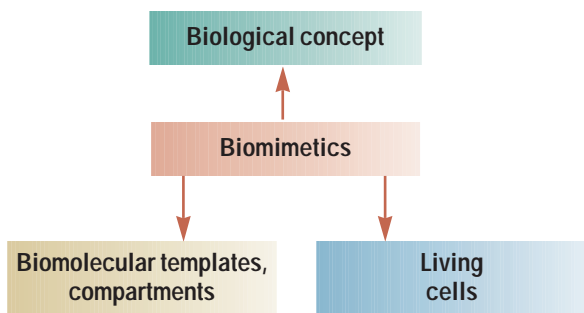 Biological concept
Biomimetics
Biomolecular templates,
compartments
Living
cells